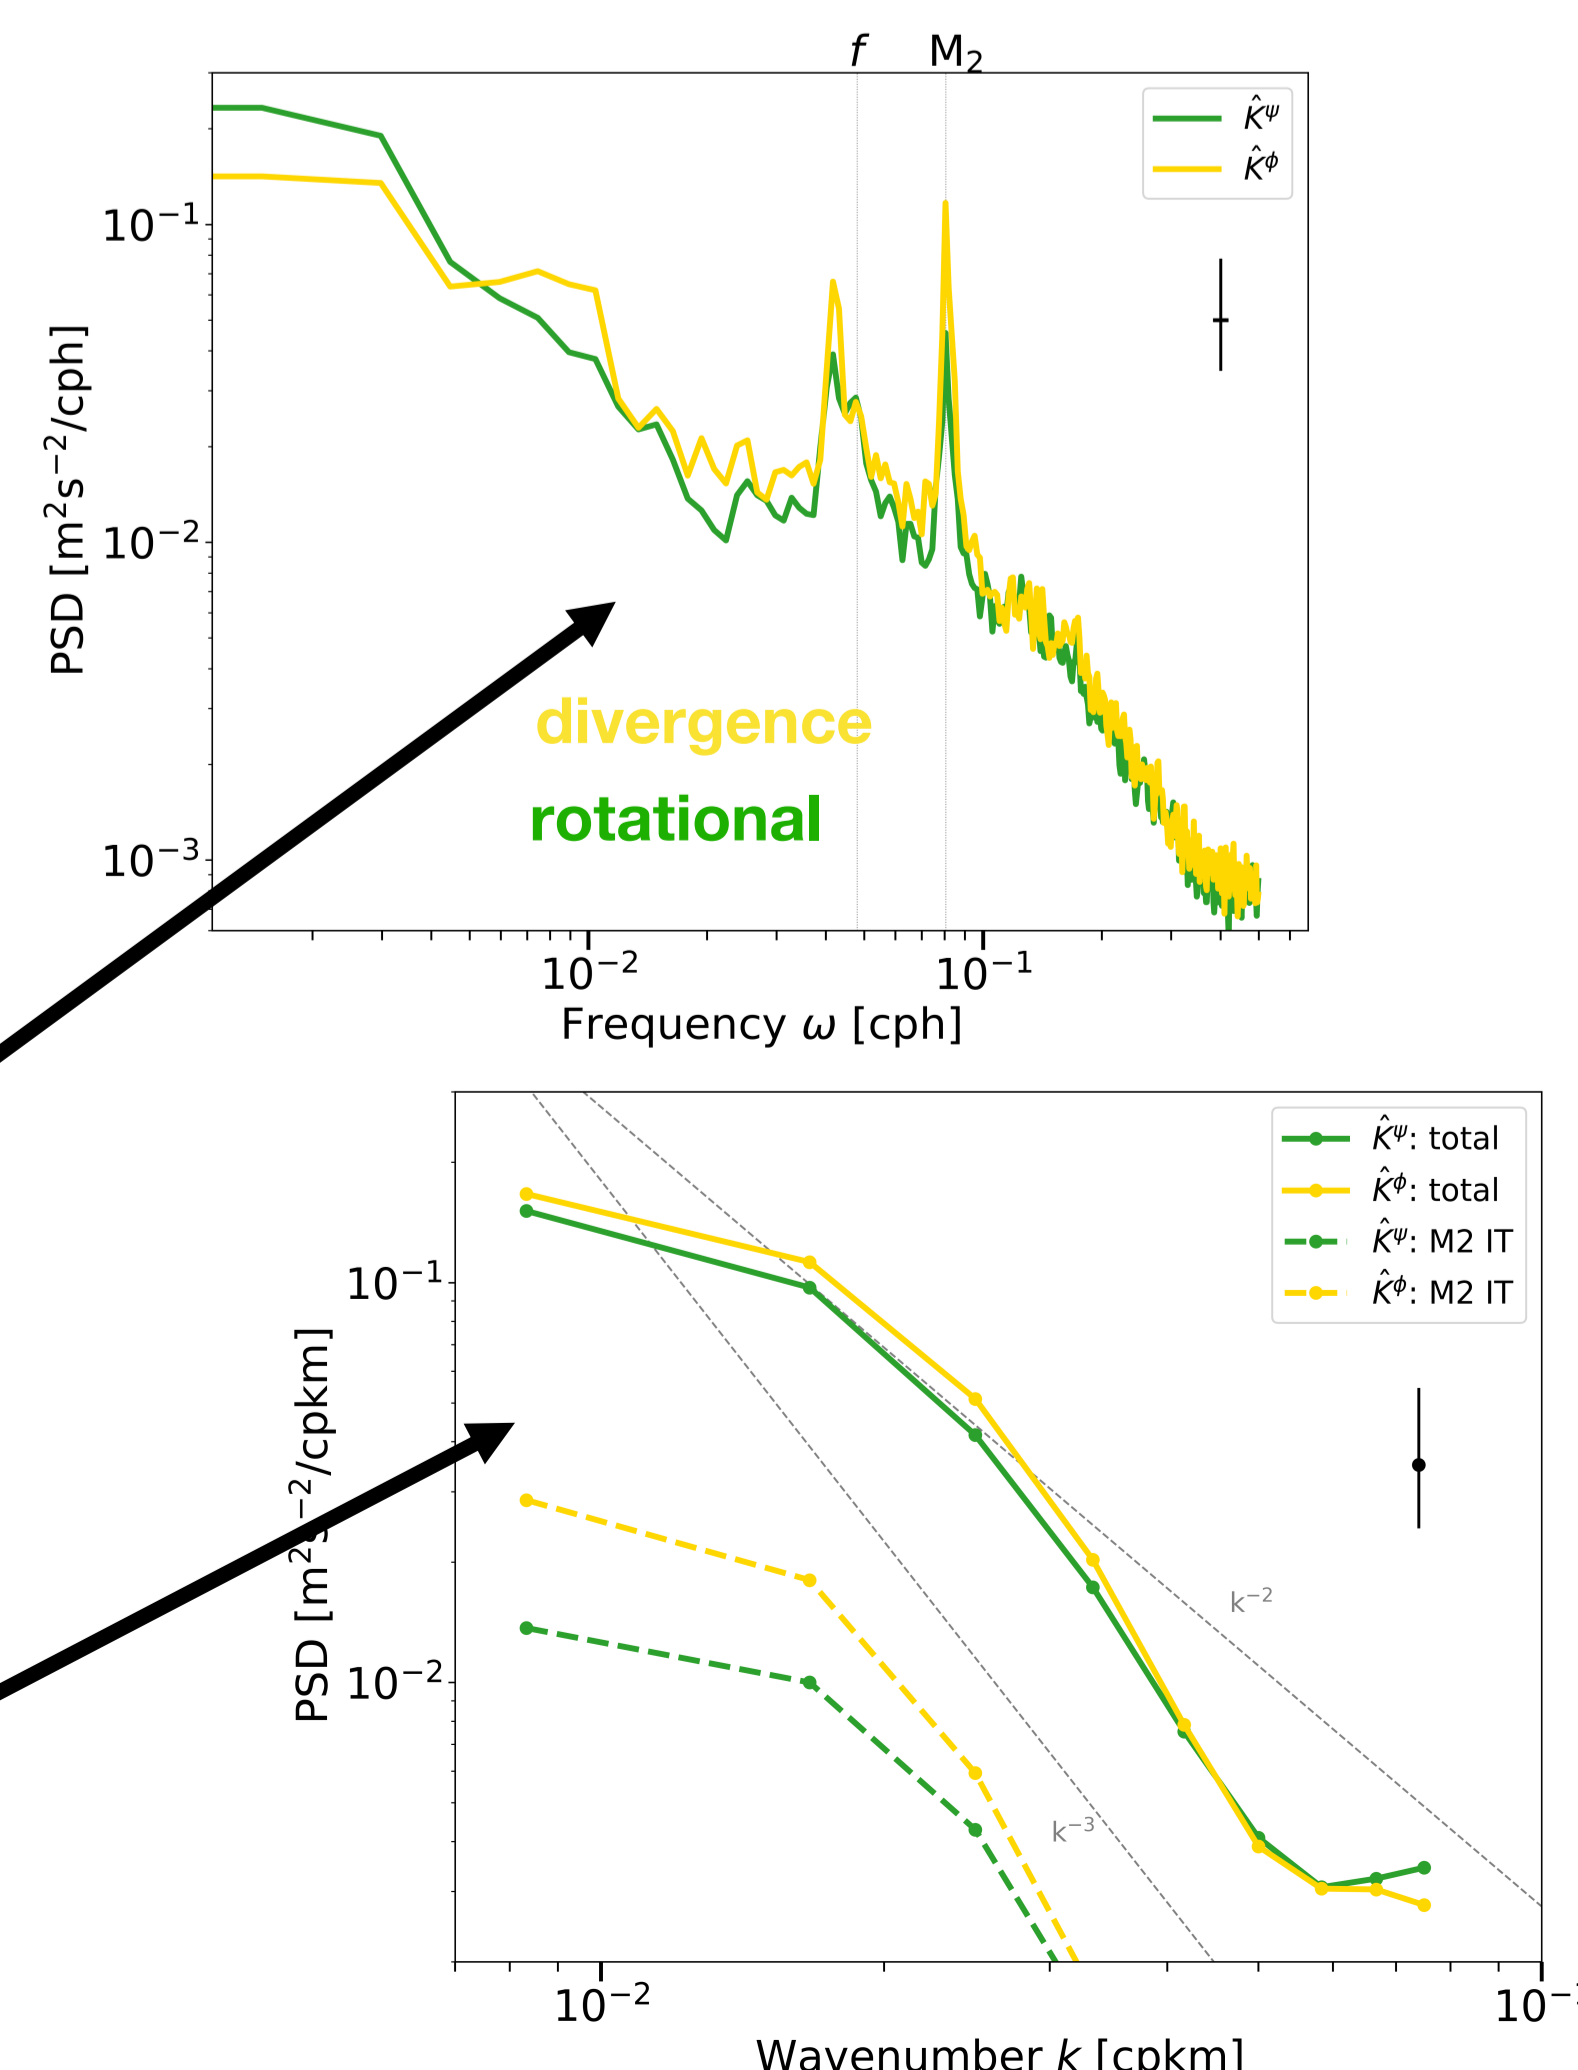 f M₂
K̂^ψ
K̂^ϕ
10⁻¹
10⁻²
10⁻³
PSD [m²s⁻²/cph]
divergence
rotational
10⁻² 10⁻¹
Frequency ω [cph]
K̂^ψ: total
K̂^ϕ: total
K̂^ψ: M2 IT
K̂^ϕ: M2 IT
10⁻¹
10⁻²
PSD [m²s⁻²/cpkm]
k⁻²
k⁻³
10⁻²
Wavenumber k [cpkm]